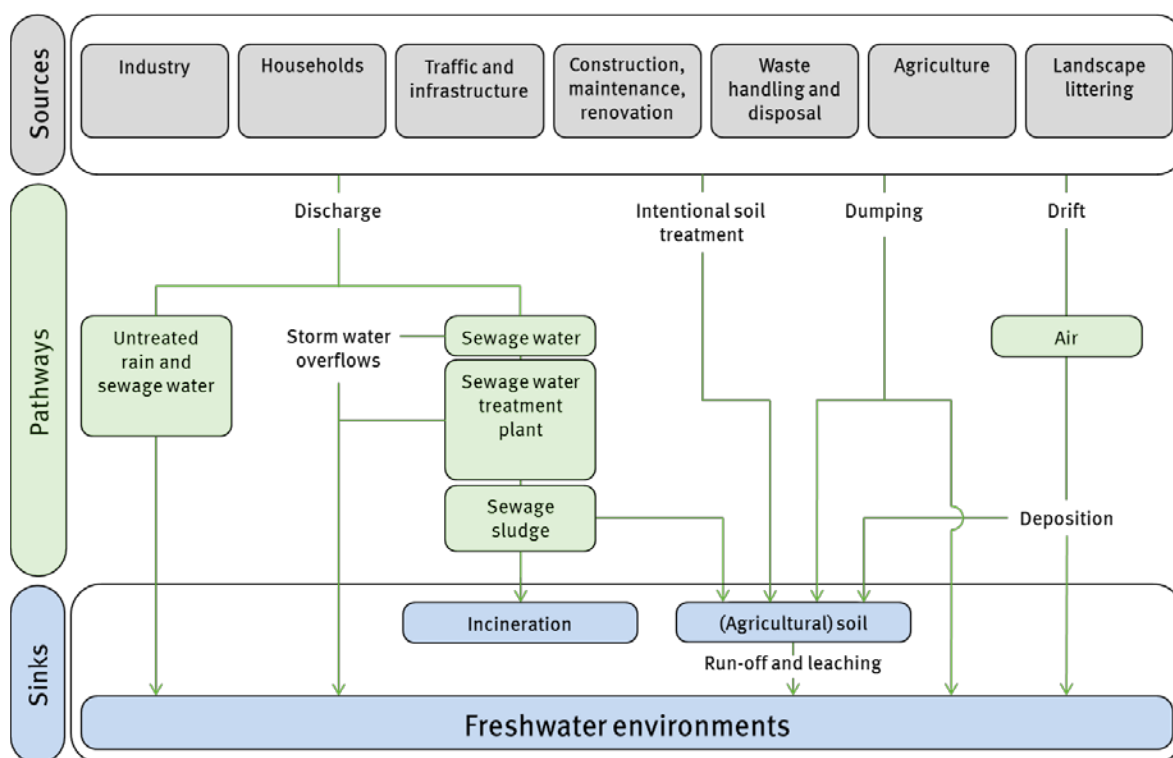 Sources
Industry
Households
Traffic and
infrastructure
Construction,
maintenance,
renovation
Waste
handling and
disposal
Agriculture
Landscape
littering
Pathways
Discharge
Intentional soil
treatment
Dumping
Drift
Untreated
rain and
sewage water
Storm water
overflows
Sewage water
Sewage water
treatment
plant
Sewage
sludge
Air
Deposition
Sinks
Incineration
(Agricultural) soil
Run-off and leaching
Freshwater environments